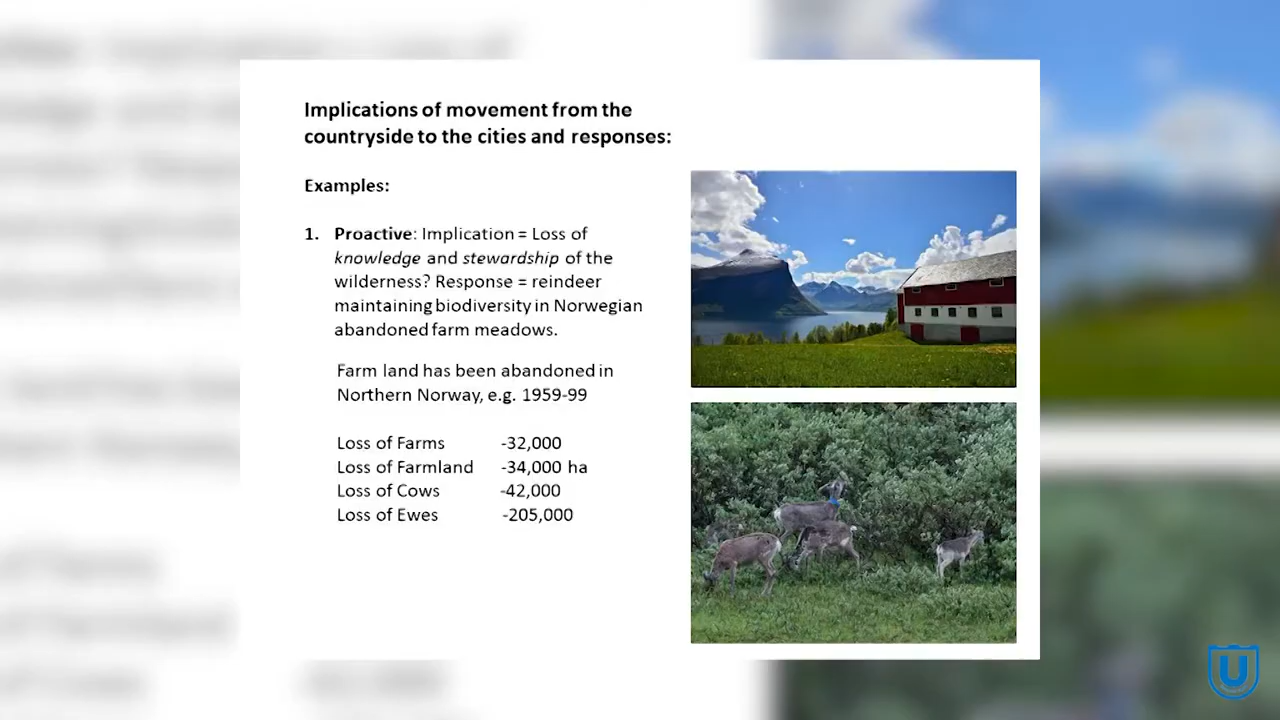 Implications of movement from the
countryside to the cities and responses:
Examples:
1. Proactive: Implication = Loss of
knowledge and stewardship of the
wilderness? Response = reindeer
maintaining biodiversity in Norwegian
abandoned farm meadows.
Farm land has been abandoned in
Northern Norway, e.g. 1959-99
Loss of Farms -32,000
Loss of Farmland -34,000 ha
Loss of Cows -42,000
Loss of Ewes -205,000
U